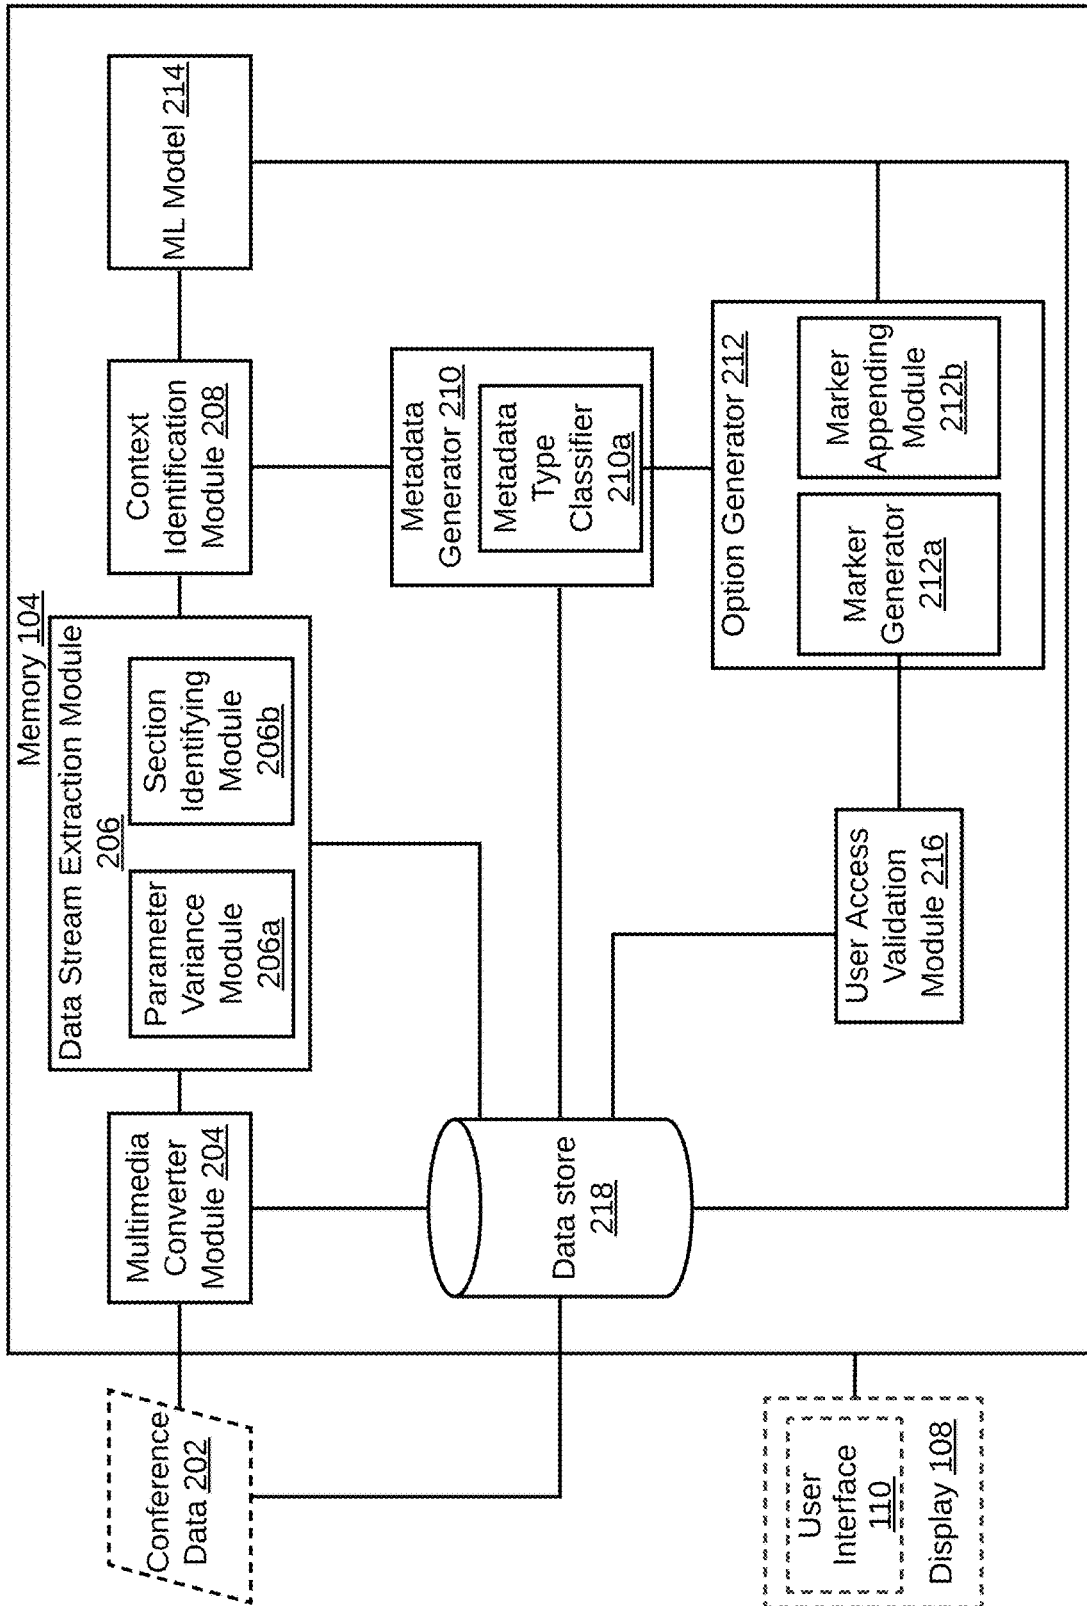 Memory 104
Conference
Data 202
Multimedia
Converter
Module 204
Data Stream Extraction Module
206
Parameter
Variance
Module
206a
Section
Identifying
Module
206b
Context
Identification
Module 208
ML Model 214
Data store
218
Metadata
Generator 210
Metadata
Type
Classifier
210a
User Access
Validation
Module 216
Option Generator 212
Marker
Generator
212a
Marker
Appending
Module
212b
User
Interface
110
Display 108